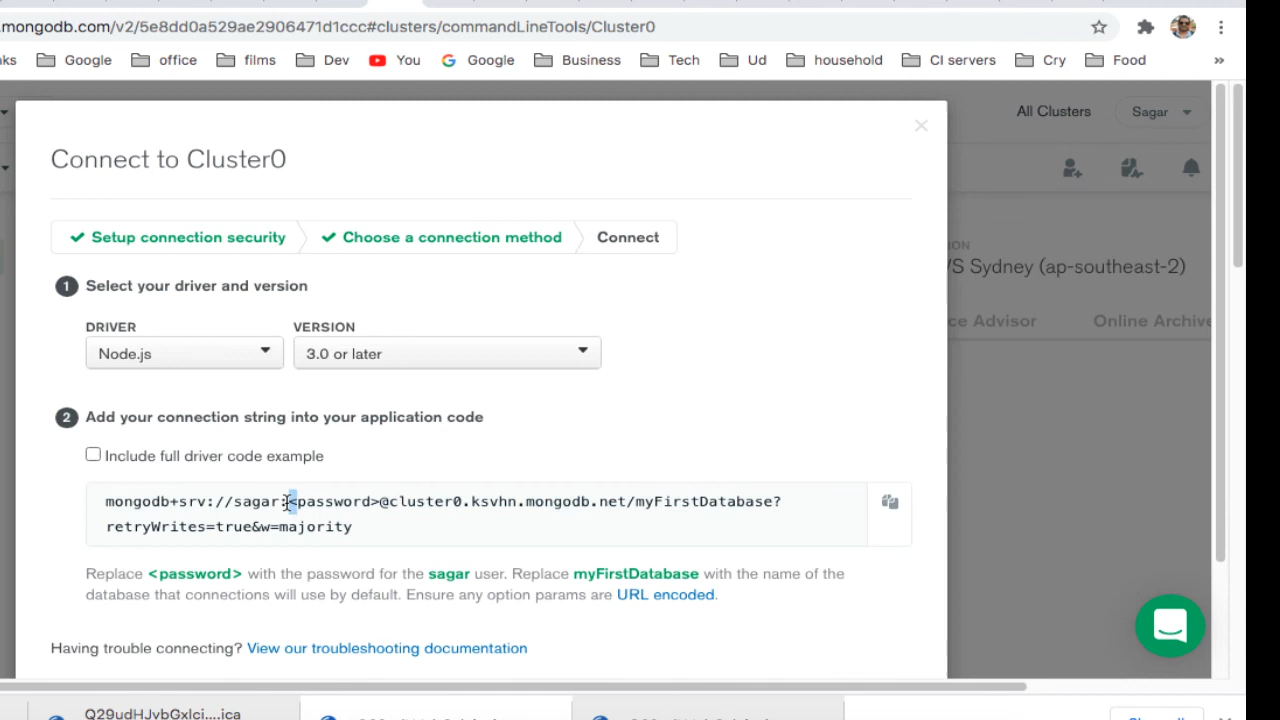 .mongodb.com/v2/5e8dd0a529ae2906471d1ccc#clusters/commandLineTools/Cluster0
ks Google office films Dev You Google Business Tech Ud household CI servers Cry Food »
All Clusters Sagar
Connect to Cluster0
Setup connection security Choose a connection method Connect
ION
/S Sydney (ap-southeast-2)
1 Select your driver and version
ce Advisor Online Archive
DRIVER VERSION
Node.js 3.0 or later
2 Add your connection string into your application code
Include full driver code example
mongodb+srv://sagar:<password>@cluster0.ksvhn.mongodb.net/myFirstDatabase?
retryWrites=true&w=majority
Replace <password> with the password for the sagar user. Replace myFirstDatabase with the name of the
database that connections will use by default. Ensure any option params are URL encoded.
Having trouble connecting? View our troubleshooting documentation
Q29udHJvbGxlci....ica